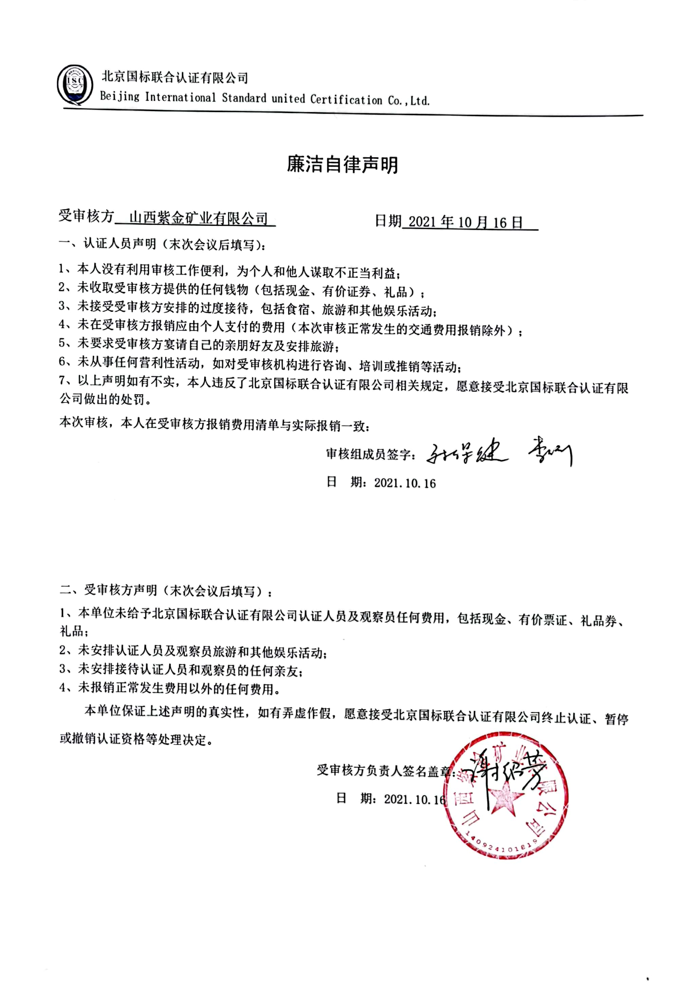 ISC
北京国标联合认证有限公司
Beijing International Standard united Certification Co.,Ltd.
廉洁自律声明
受审核方 山西紫金矿业有限公司 日期 2021 年 10 月 16 日
一、认证人员声明（末次会议后填写）：
1、本人没有利用审核工作便利，为个人和他人谋取不正当利益；
2、未收取受审核方提供的任何钱物（包括现金、有价证券、礼品）；
3、未接受受审核方安排的过度接待，包括食宿、旅游和其他娱乐活动；
4、未在受审核方报销应由个人支付的费用（本次审核正常发生的交通费用报销除外）；
5、未要求受审核方宴请自己的亲朋好友及安排旅游；
6、未从事任何营利性活动，如对受审核机构进行咨询、培训或推销等活动；
7、以上声明如有不实，本人违反了北京国标联合认证有限公司相关规定，愿意接受北京国标联合认证有限
公司做出的处罚。
本次审核，本人在受审核方报销费用清单与实际报销一致：
审核组成员签字：
日 期：2021.10.16
二、受审核方声明（末次会议后填写）：
1、本单位未给予北京国标联合认证有限公司认证人员及观察员任何费用，包括现金、有价票证、礼品券、
礼品；
2、未安排认证人员及观察员旅游和其他娱乐活动；
3、未安排接待认证人员和观察员的任何亲友；
4、未报销正常发生费用以外的任何费用。
本单位保证上述声明的真实性，如有弄虚作假，愿意接受北京国标联合认证有限公司终止认证、暂停
或撤销认证资格等处理决定。
受审核方负责人签名盖章：谢绍芳
日 期：2021.10.16
山西紫金矿业有限公司
140924101819